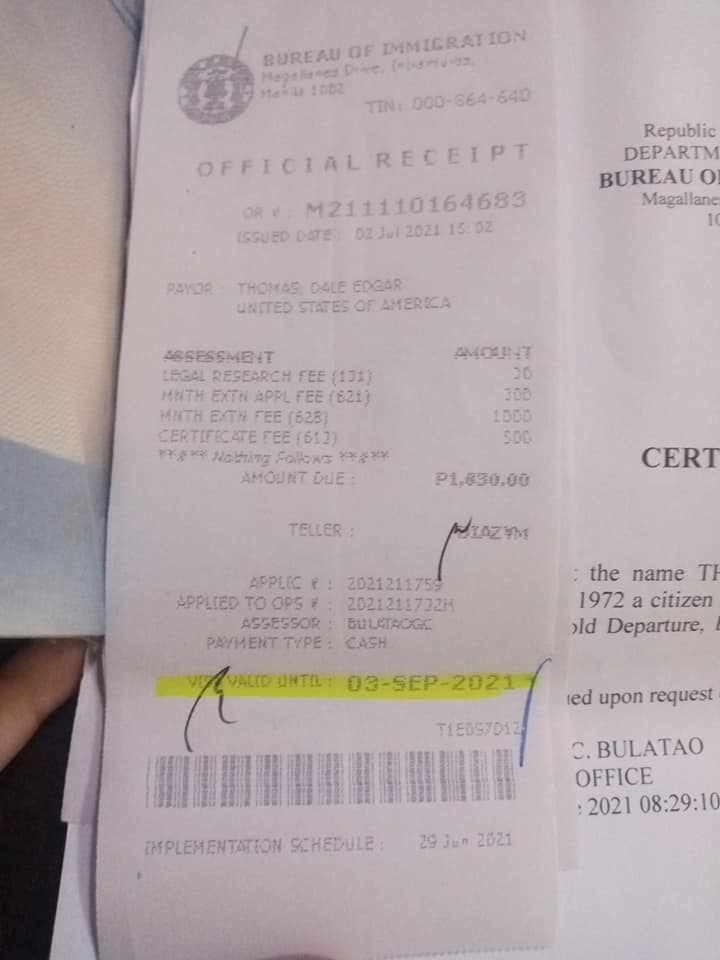 BUREAU OF IMMIGRATION
Magallanes Drive, Intramuros,
Manila 1002
TIN: 000-864-640
OFFICIAL RECEIPT
OR # : M211110164683
ISSUED DATE : 02 Jul 2021 15:02
PAYOR : THOMAS, DALE EDGAR
UNITED STATES OF AMERICA
ASSESSMENT AMOUNT
LEGAL RESEARCH FEE (131) 30
MNTH EXTN APPL FEE (621) 300
MNTH EXTN FEE (628) 1000
CERTIFICATE FEE (613) 500
***** Nothing Follows *****
AMOUNT DUE : P1,830.00
TELLER :
APPLIC # : 2021211759
APPLIED TO OPS # : 2021211732M
ASSESSOR : BULATAOGC
PAYMENT TYPE : CASH
VALID UNTIL : 03-SEP-2021
IMPLEMENTATION SCHEDULE : 29 Jun 2021
Republic
DEPARTM
BUREAU O
Magallane
10
CERT
: the name TH
1972 a citizen
old Departure,
ued upon request
C. BULATAO
OFFICE
2021 08:29:10